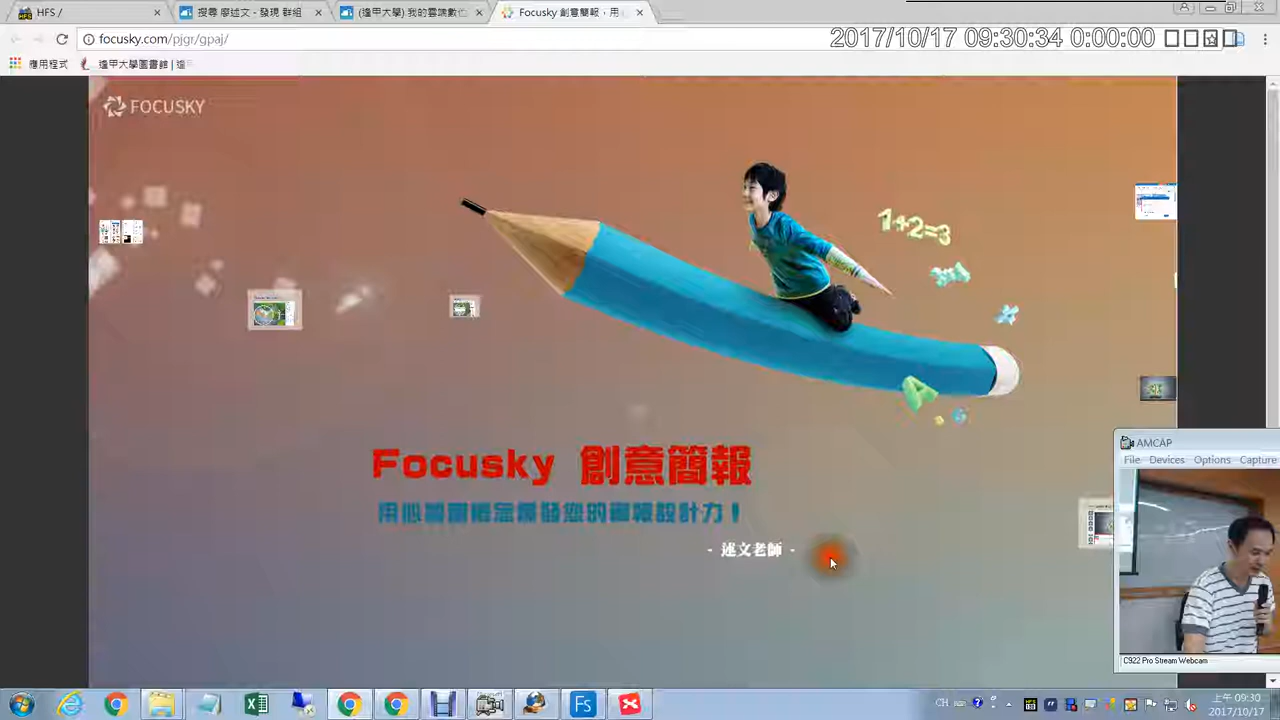 HFS /
搜尋 廖述文 - 發現 群組
(逢甲大學) 我的雲端數位
Focusky 創意簡報，用
focusky.com/pjgr/gpaj/
2017/10/17 09:30:34 0:00:00
應用程式
逢甲大學圖書館 | 逢
FOCUSKY
1+2=3
A
Focusky 創意簡報
- 述文老師 -
AMCAP
File Devices Options Capture
C922 Pro Stream Webcam
CH
上午 09:30
2017/10/17